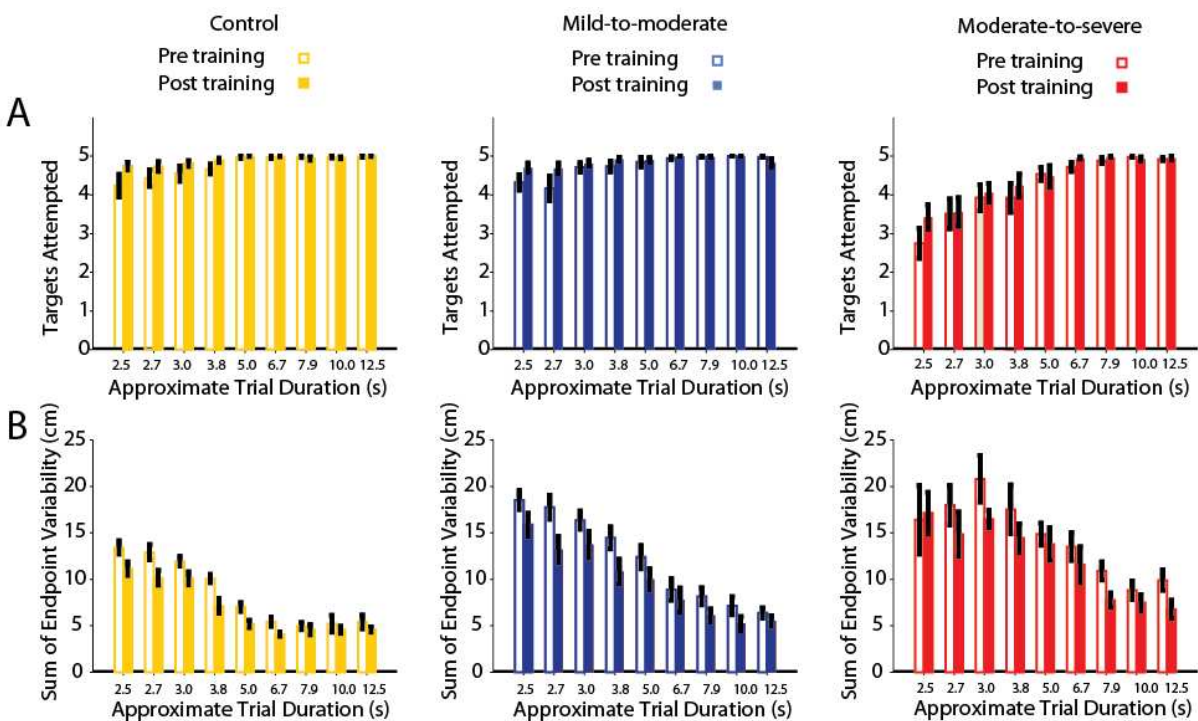 Control
Pre training
Post training
Mild-to-moderate
Pre training
Post training
Moderate-to-severe
Pre training
Post training
A
Targets Attempted
5
4
3
2
1
0
2.5 2.7 3.0 3.8 5.0 6.7 7.9 10.0 12.5
Approximate Trial Duration (s)
Targets Attempted
5
4
3
2
1
0
2.5 2.7 3.0 3.8 5.0 6.7 7.9 10.0 12.5
Approximate Trial Duration (s)
Targets Attempted
5
4
3
2
1
0
2.5 2.7 3.0 3.8 5.0 6.7 7.9 10.0 12.5
Approximate Trial Duration (s)
B
Sum of Endpoint Variability (cm)
25
20
15
10
5
0
2.5 2.7 3.0 3.8 5.0 6.7 7.9 10.0 12.5
Approximate Trial Duration (s)
Sum of Endpoint Variability (cm)
25
20
15
10
5
0
2.5 2.7 3.0 3.8 5.0 6.7 7.9 10.0 12.5
Approximate Trial Duration (s)
Sum of Endpoint Variability (cm)
25
20
15
10
5
0
2.5 2.7 3.0 3.8 5.0 6.7 7.9 10.0 12.5
Approximate Trial Duration (s)